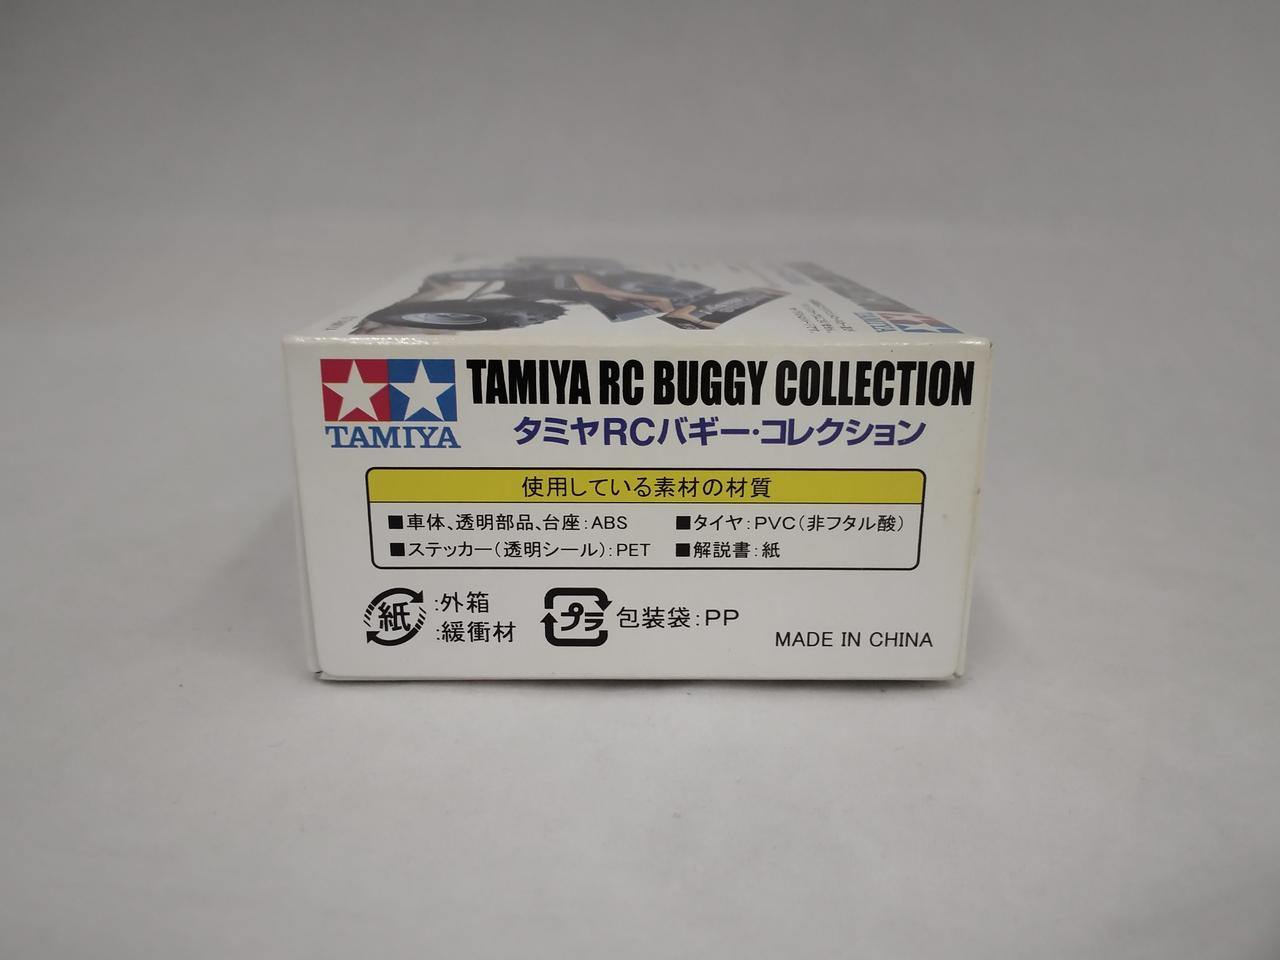 TAMIYA
TAMIYA
TAMIYA RC BUGGY COLLECTION
タミヤRCバギー・コレクション
使用している素材の材質
■車体、透明部品、台座:ABS ■タイヤ:PVC(非フタル酸)
■ステッカー(透明シール):PET ■解説書:紙
紙 :外箱
:緩衝材
プラ 包装袋:PP
MADE IN CHINA